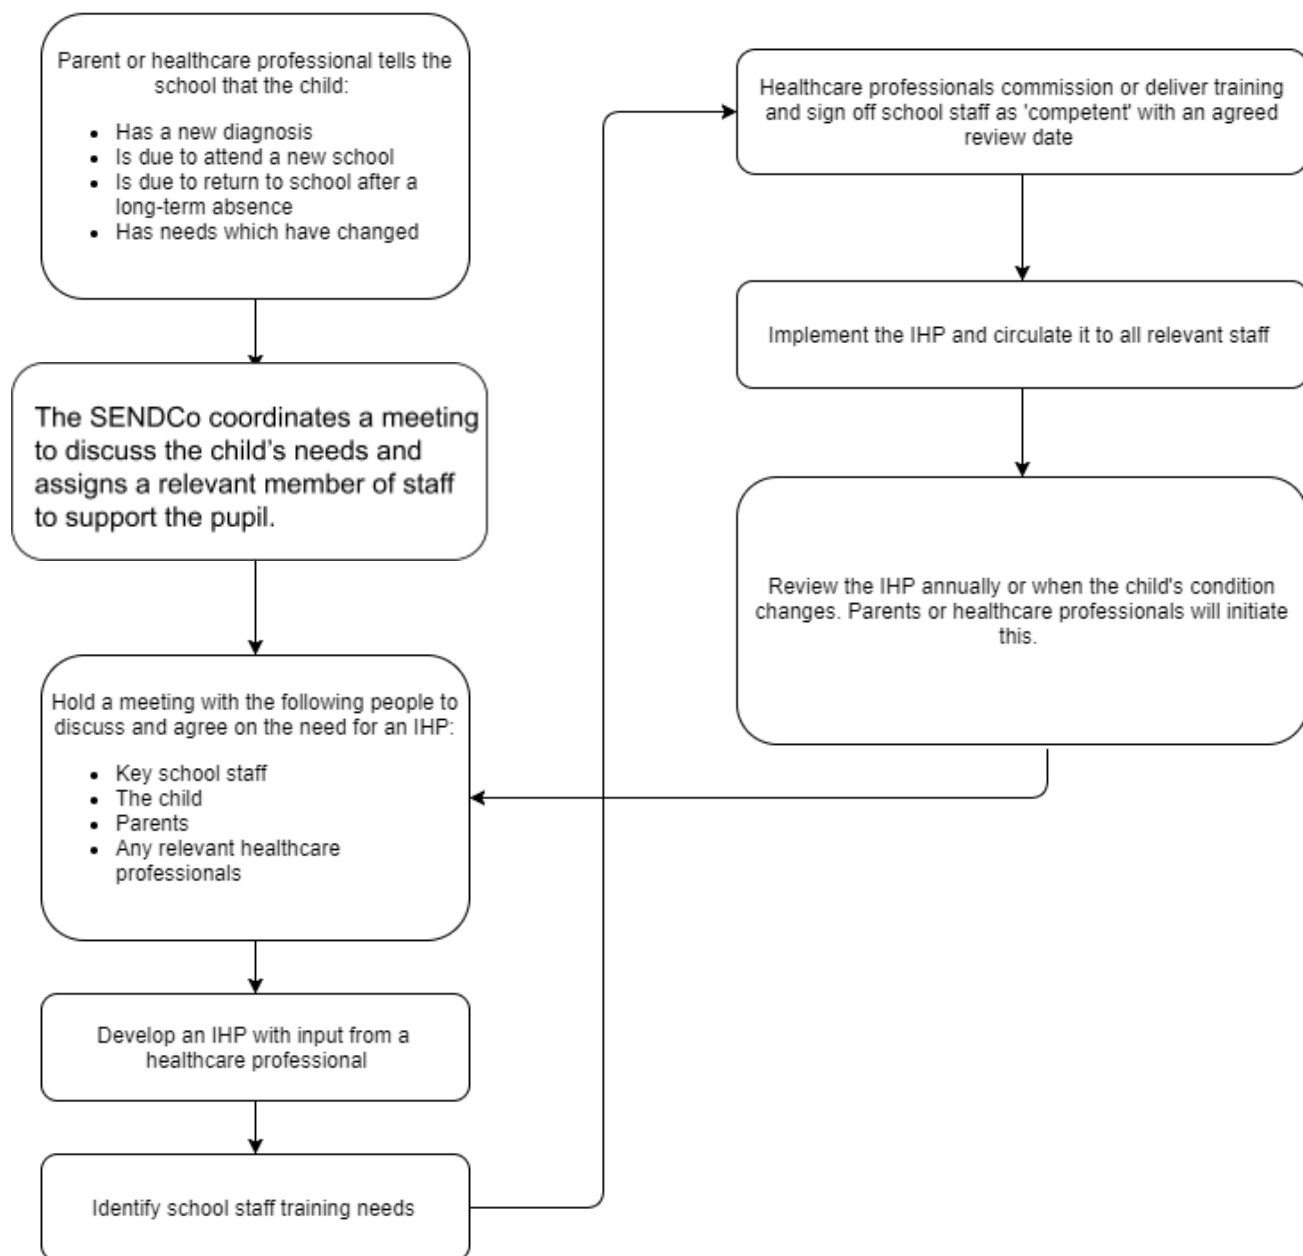 Parent or healthcare professional tells the
school that the child:
• Has a new diagnosis
• Is due to attend a new school
• Is due to return to school after a
long-term absence
• Has needs which have changed
The SENDCo coordinates a meeting
to discuss the child's needs and
assigns a relevant member of staff
to support the pupil.
Hold a meeting with the following people to
discuss and agree on the need for an IHP:
• Key school staff
• The child
• Parents
• Any relevant healthcare
professionals
Develop an IHP with input from a
healthcare professional
Identify school staff training needs
Healthcare professionals commission or deliver training
and sign off school staff as 'competent' with an agreed
review date
Implement the IHP and circulate it to all relevant staff
Review the IHP annually or when the child's condition
changes. Parents or healthcare professionals will initiate
this.